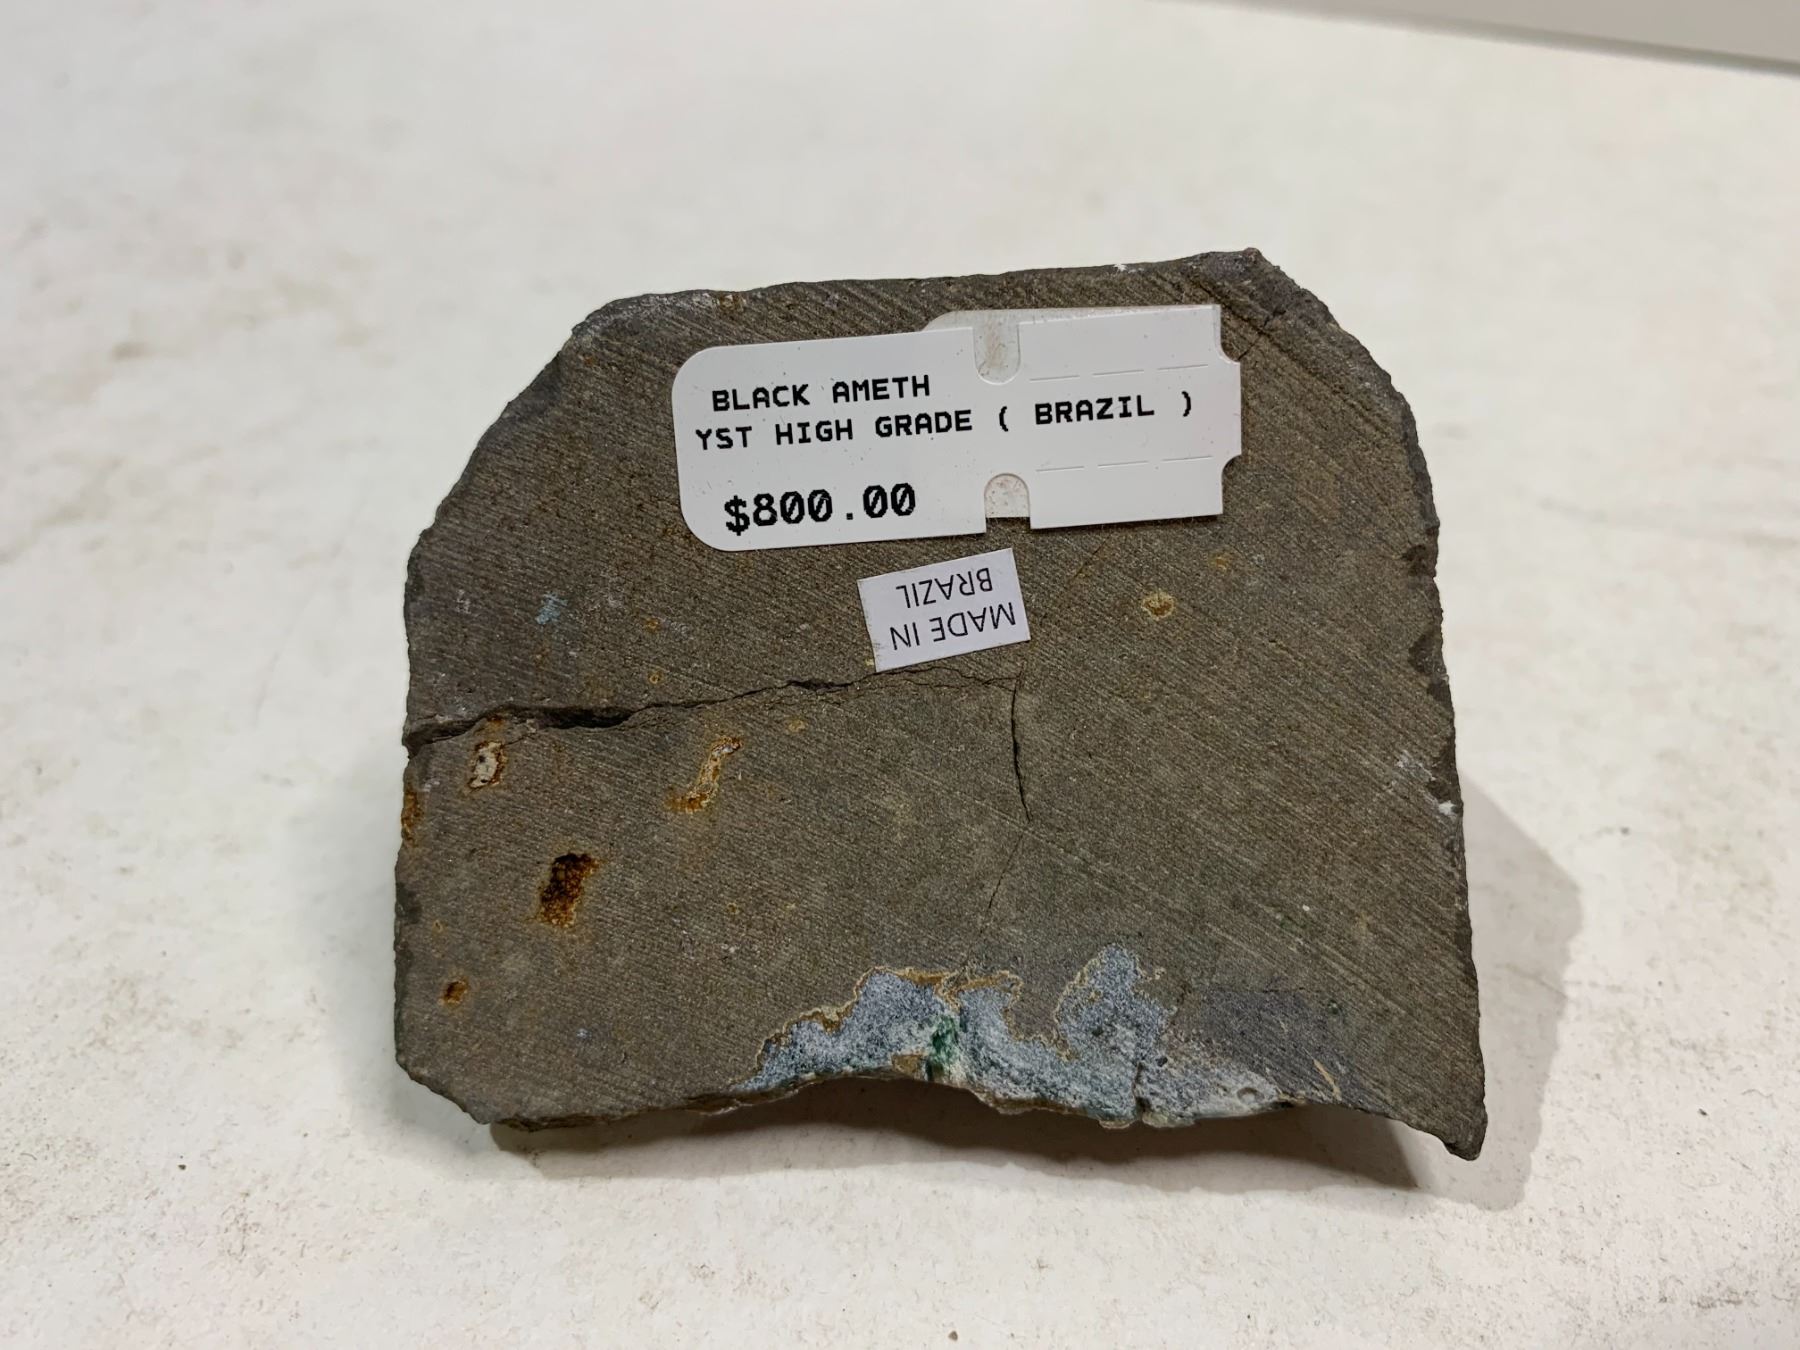 BLACK AMETH
YST HIGH GRADE ( BRAZIL )
$800.00
MADE IN
BRAZIL